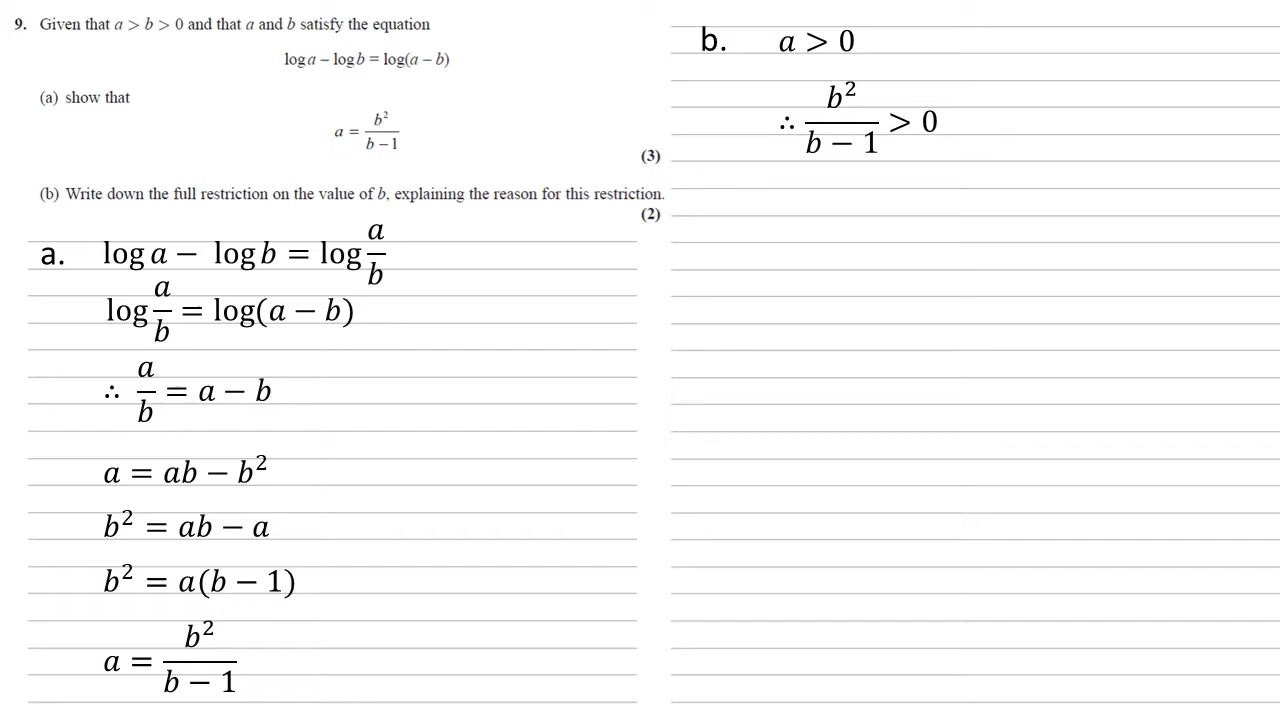 9. Given that a > b > 0 and that a and b satisfy the equation
log a − log b = log(a − b)
(a) show that
a = b²/(b − 1)
(3)
(b) Write down the full restriction on the value of b, explaining the reason for this restriction.
(2)
a. log a − log b = log a/b
log a/b = log(a − b)
∴ a/b = a − b
a = ab − b²
b² = ab − a
b² = a(b − 1)
a = b²/(b − 1)
b. a > 0
∴ b²/(b − 1) > 0